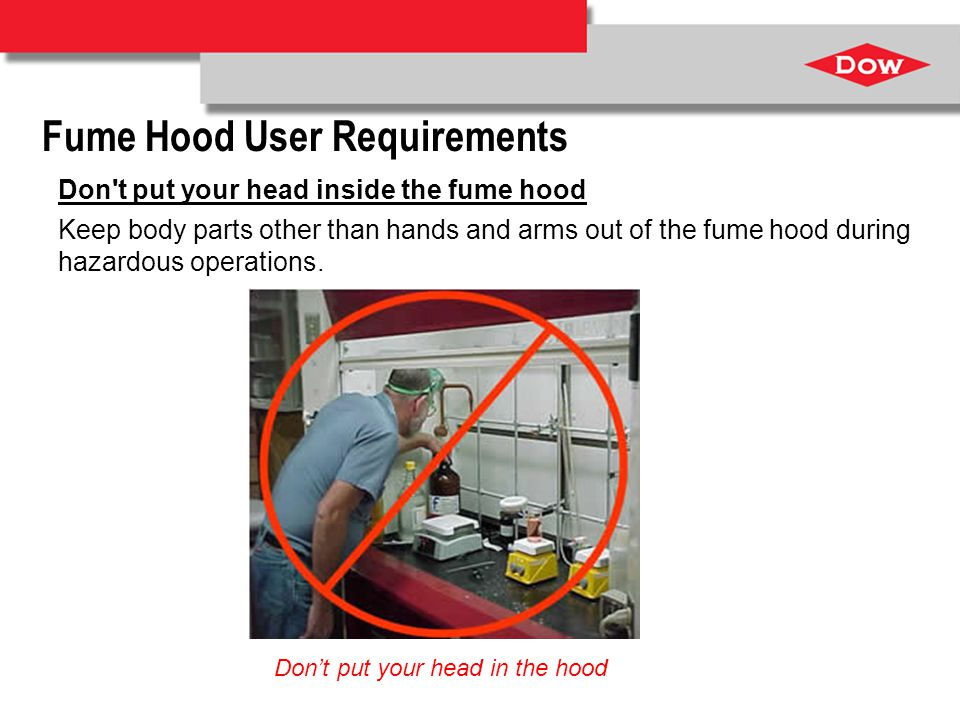 Dow
Fume Hood User Requirements
Don't put your head inside the fume hood
Keep body parts other than hands and arms out of the fume hood during
hazardous operations.
Don’t put your head in the hood